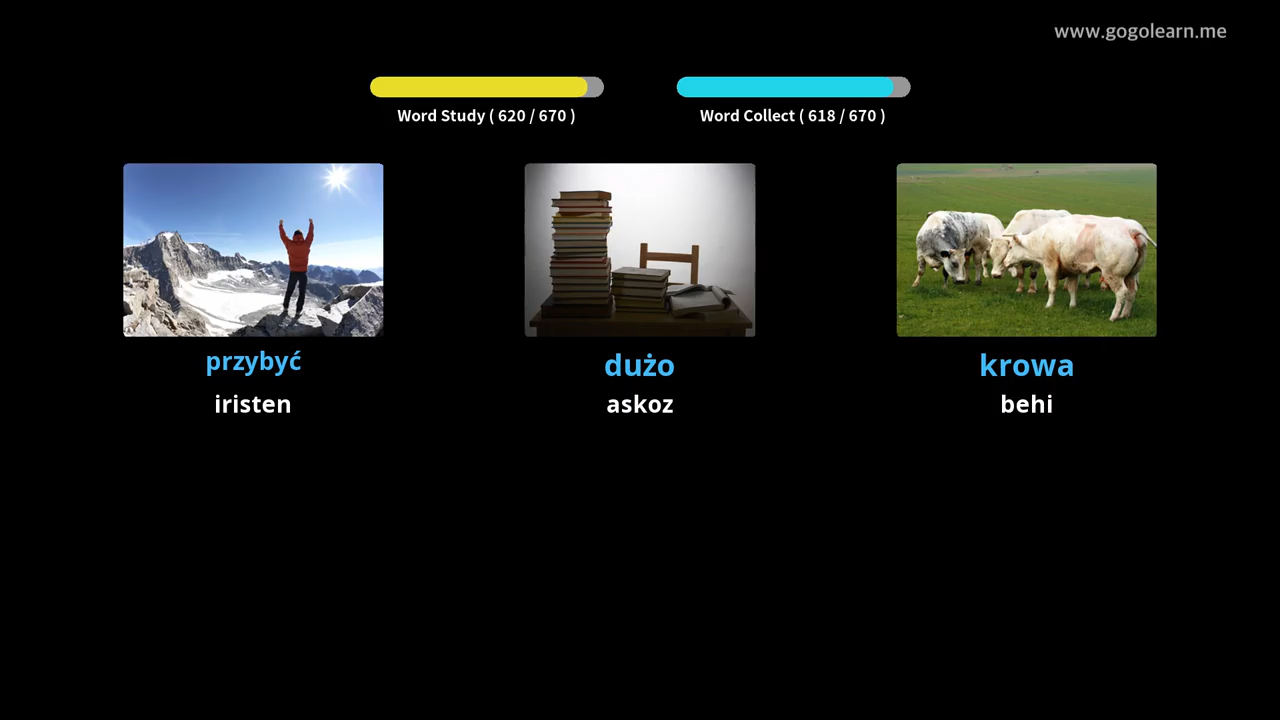 www.gogolearn.me
Word Study ( 620 / 670 )
Word Collect ( 618 / 670 )
przybyć
iristen
dużo
askoz
krowa
behi